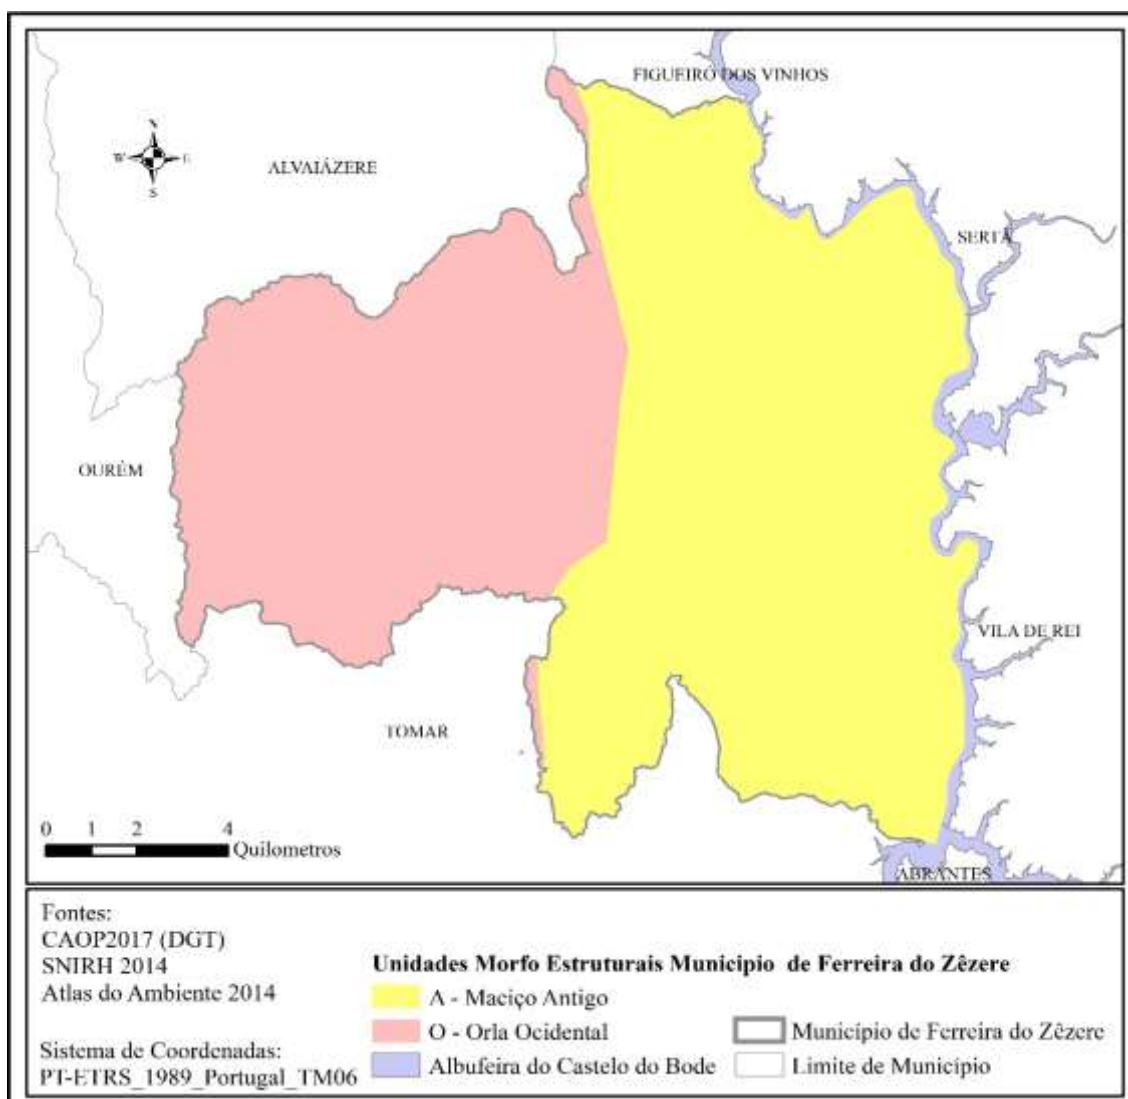 FIGUEIRÓ DOS VINHOS
N
W E
S
ALVAIÁZERE
SERTÃ
OURÉM
VILA DE REI
TOMAR
0 1 2 4
Quilometros
ABRANTES
Fontes:
CAOP2017 (DGT)
SNIRH 2014
Atlas do Ambiente 2014
Sistema de Coordenadas:
PT-ETRS_1989_Portugal_TM06
Unidades Morfo Estruturais Municipio de Ferreira do Zêzere
A - Maciço Antigo
O - Orla Ocidental
Albufeira do Castelo do Bode
Município de Ferreira do Zêzere
Limite de Município